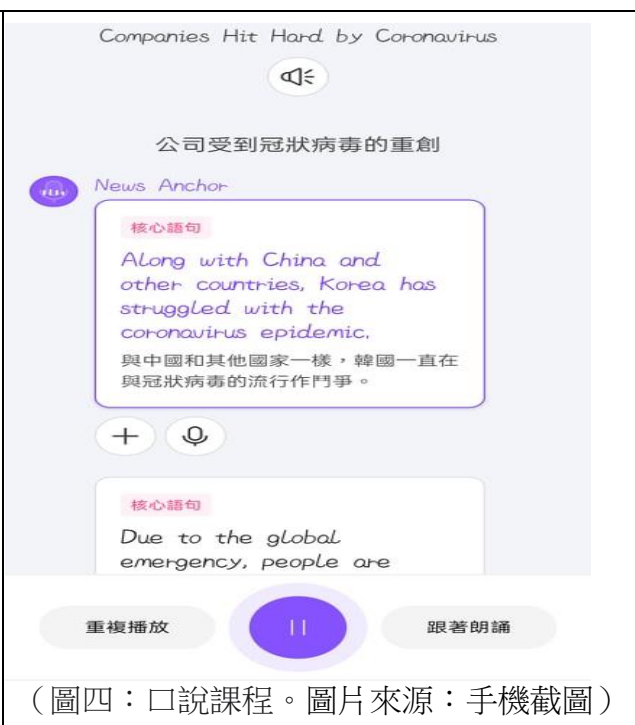 Companies Hit Hard by Coronavirus
公司受到冠狀病毒的重創
News Anchor
核心語句
Along with China and
other countries, Korea has
struggled with the
coronavirus epidemic,
與中國和其他國家一樣，韓國一直在
與冠狀病毒的流行作鬥爭。
核心語句
Due to the global
emergency, people are
重複播放
跟著朗誦
（圖四：口說課程。圖片來源：手機截圖）